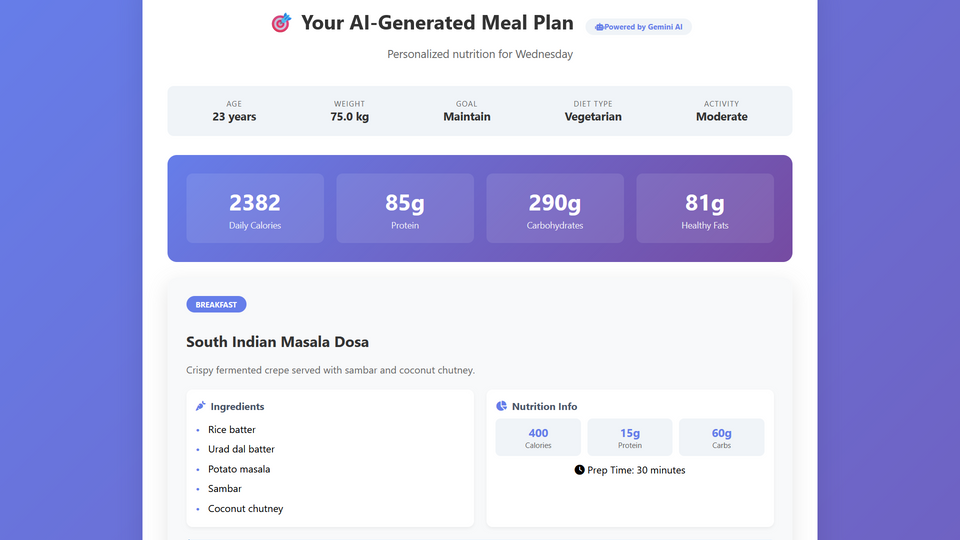 Your AI-Generated Meal Plan
Powered by Gemini AI
Personalized nutrition for Wednesday
AGE
23 years
WEIGHT
75.0 kg
GOAL
Maintain
DIET TYPE
Vegetarian
ACTIVITY
Moderate
2382
Daily Calories
85g
Protein
290g
Carbohydrates
81g
Healthy Fats
BREAKFAST
South Indian Masala Dosa
Crispy fermented crepe served with sambar and coconut chutney.
Ingredients
• Rice batter
• Urad dal batter
• Potato masala
• Sambar
• Coconut chutney
Nutrition Info
400
Calories
15g
Protein
60g
Carbs
Prep Time: 30 minutes